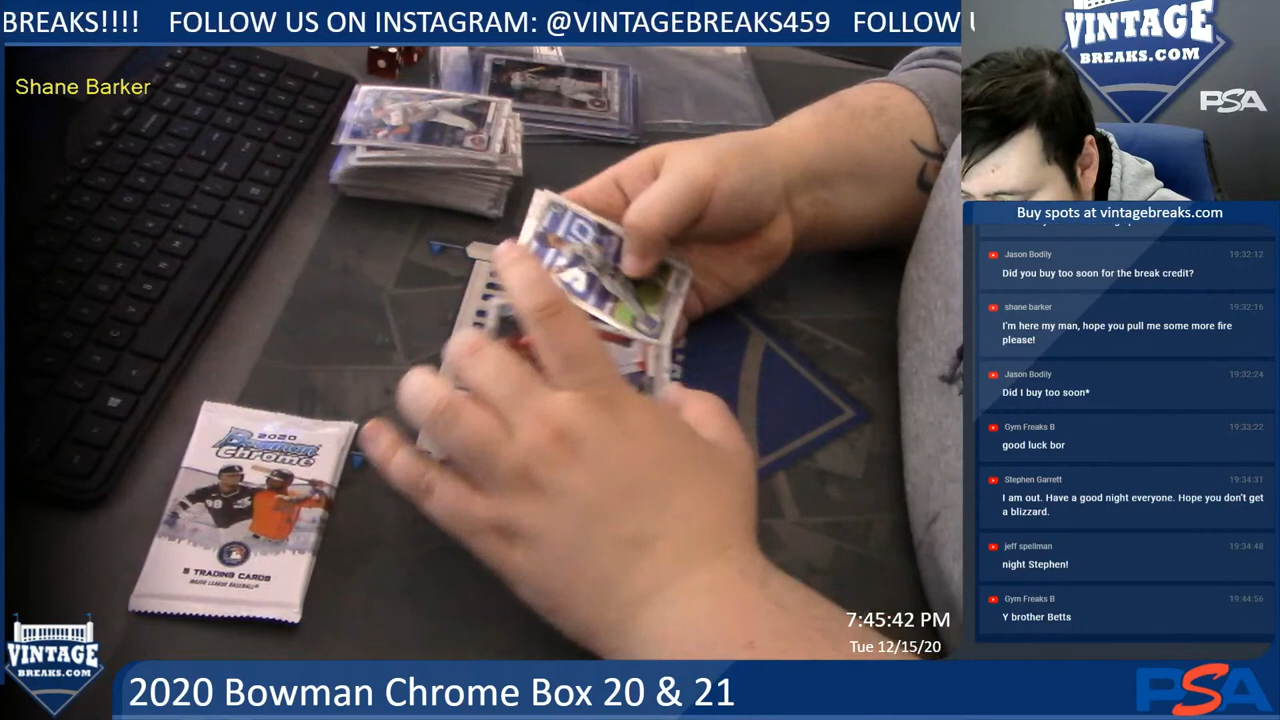 BREAKS!!!! FOLLOW US ON INSTAGRAM: @VINTAGEBREAKS459 FOLLOW
Shane Barker
VINTAGE
BREAKS.COM
PSA
Buy spots at vintagebreaks.com
Jason Bodily 19:32:12
Did you buy too soon for the break credit?
shane barker 19:32:16
I'm here my man, hope you pull me some more fire
please!
Jason Bodily 19:32:24
Did I buy too soon*
Gym Freaks B 19:33:22
good luck bor
Stephen Garrett 19:34:31
I am out. Have a good night everyone. Hope you don't get
a blizzard.
jeff spellman 19:34:48
night Stephen!
Gym Freaks B 19:44:56
Y brother Betts
2020
Bowman
Chrome
5 TRADING CARDS
MAJOR LEAGUE BASEBALL
7:45:42 PM
Tue 12/15/20
VINTAGE
BREAKS.COM
2020 Bowman Chrome Box 20 & 21
PSA